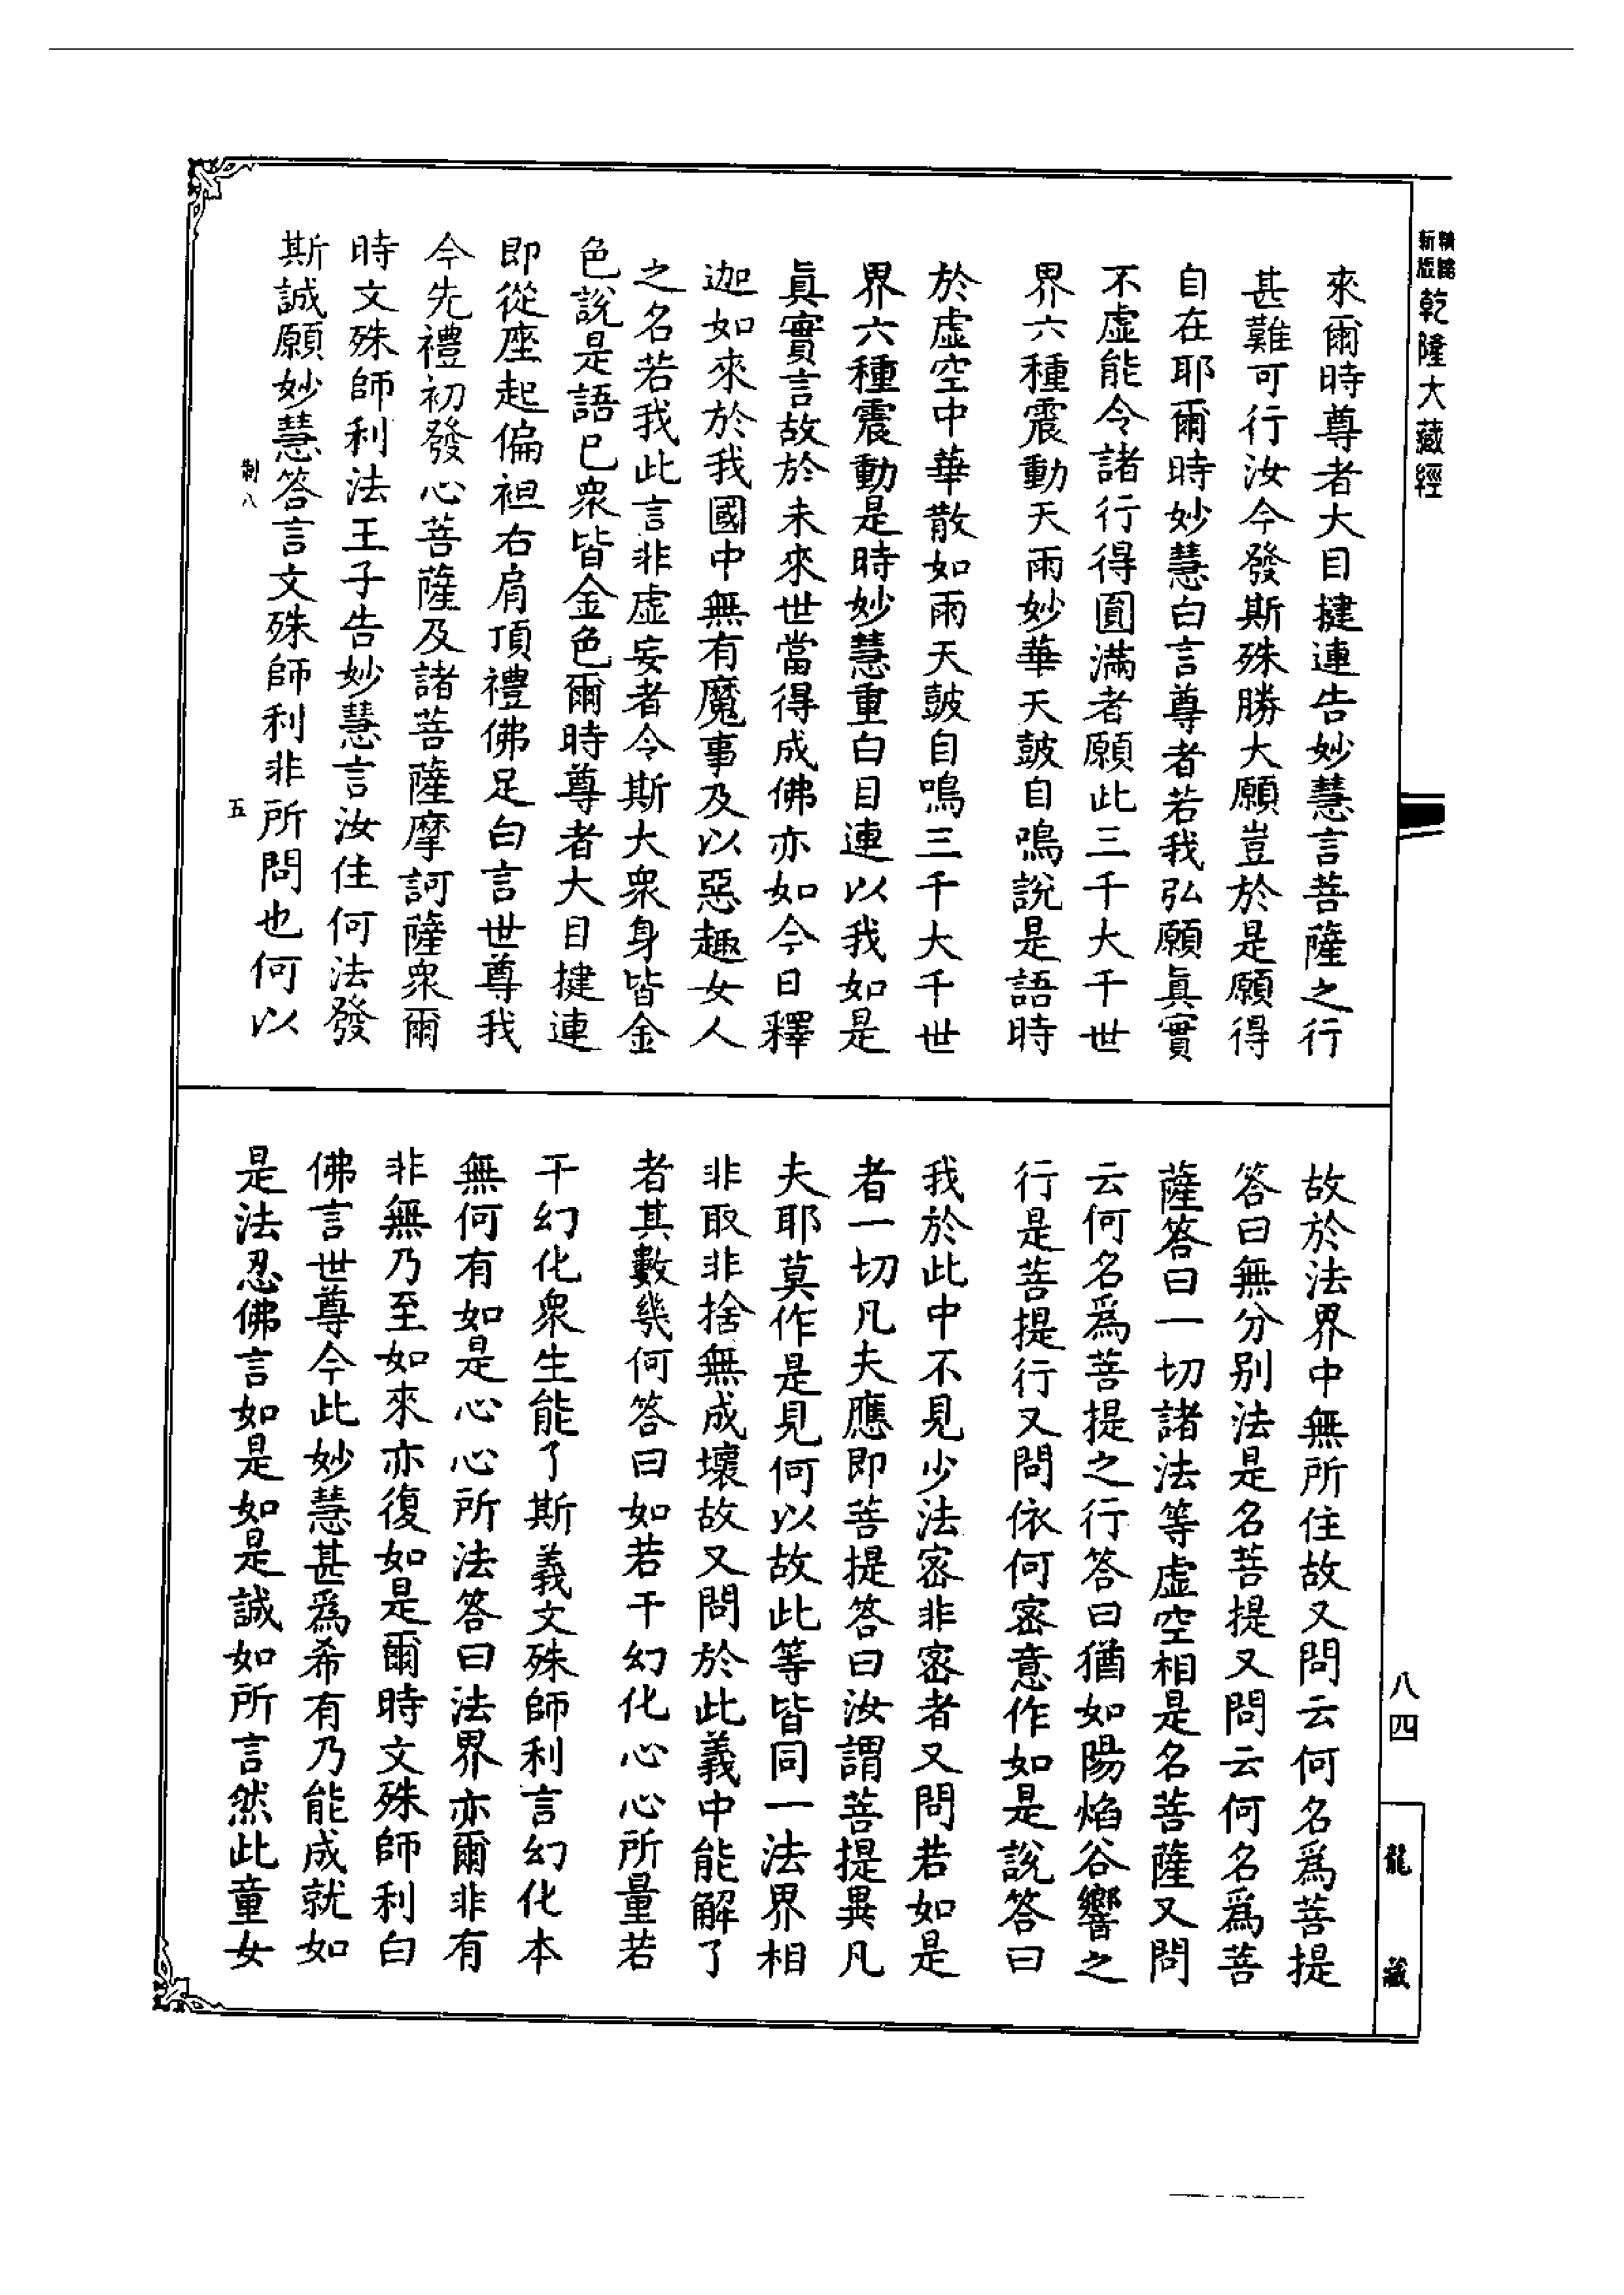 新版
乾隆大藏經
來爾時尊者大目揵連告妙慧言菩薩之行
甚難可行汝今發斯殊勝大願豈於是願得
自在耶爾時妙慧白言尊者若我弘願真實
不虛能令諸行得圓滿者願此三千大千世
界六種震動天雨妙華天鼓自鳴說是語時
於虛空中華散如雨天鼓自鳴三千大千世
界六種震動是時妙慧重白目連以我如是
真實言故於未來世當得成佛亦如今日釋
迦如來於我國中無有魔事及以惡趣女人
之名若我此言非虛妄者令斯大眾身皆金
色說是語已眾皆金色爾時尊者大目揵連
即從座起偏袒右肩頂禮佛足白言世尊我
今先禮初發心菩薩及諸菩薩摩訶薩眾爾
時文殊師利法王子告妙慧言汝住何法發
斯誠願妙慧答言文殊師利非所問也何以
制八
五
故於法界中無所住故又問云何名為菩提
答曰無分別法是名菩提又問云何名為菩
薩答曰一切諸法等虛空相是名菩薩又問
云何名為菩提之行答曰猶如陽焰谷響之
行是菩提行又問依何密意作如是說答曰
我於此中不見少法密非密者又問若如是
者一切凡夫應即菩提答曰汝謂菩提異凡
夫耶莫作是見何以故此等皆同一法界相
非取非捨無成壞故又問於此義中能解了
者其數幾何答曰如若干幻化心心所量若
干幻化眾生能了斯義文殊師利言幻化本
無何有如是心心所法答曰法界亦爾非有
非無乃至如來亦復如是爾時文殊師利白
佛言世尊今此妙慧甚為希有乃能成就如
是法忍佛言如是如是誠如所言然此童女
八四
龍藏